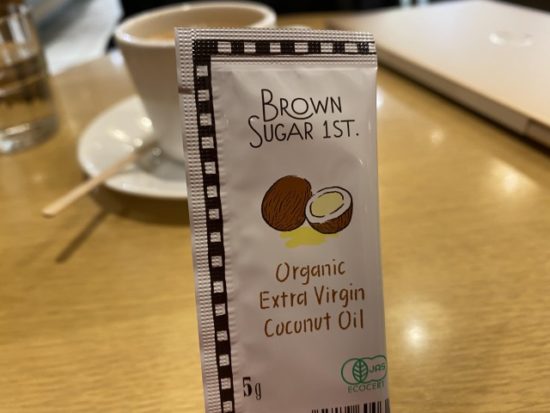 BROWN
SUGAR 1ST.
Organic
Extra Virgin
Coconut Oil
5g
JAS
ECOCERT